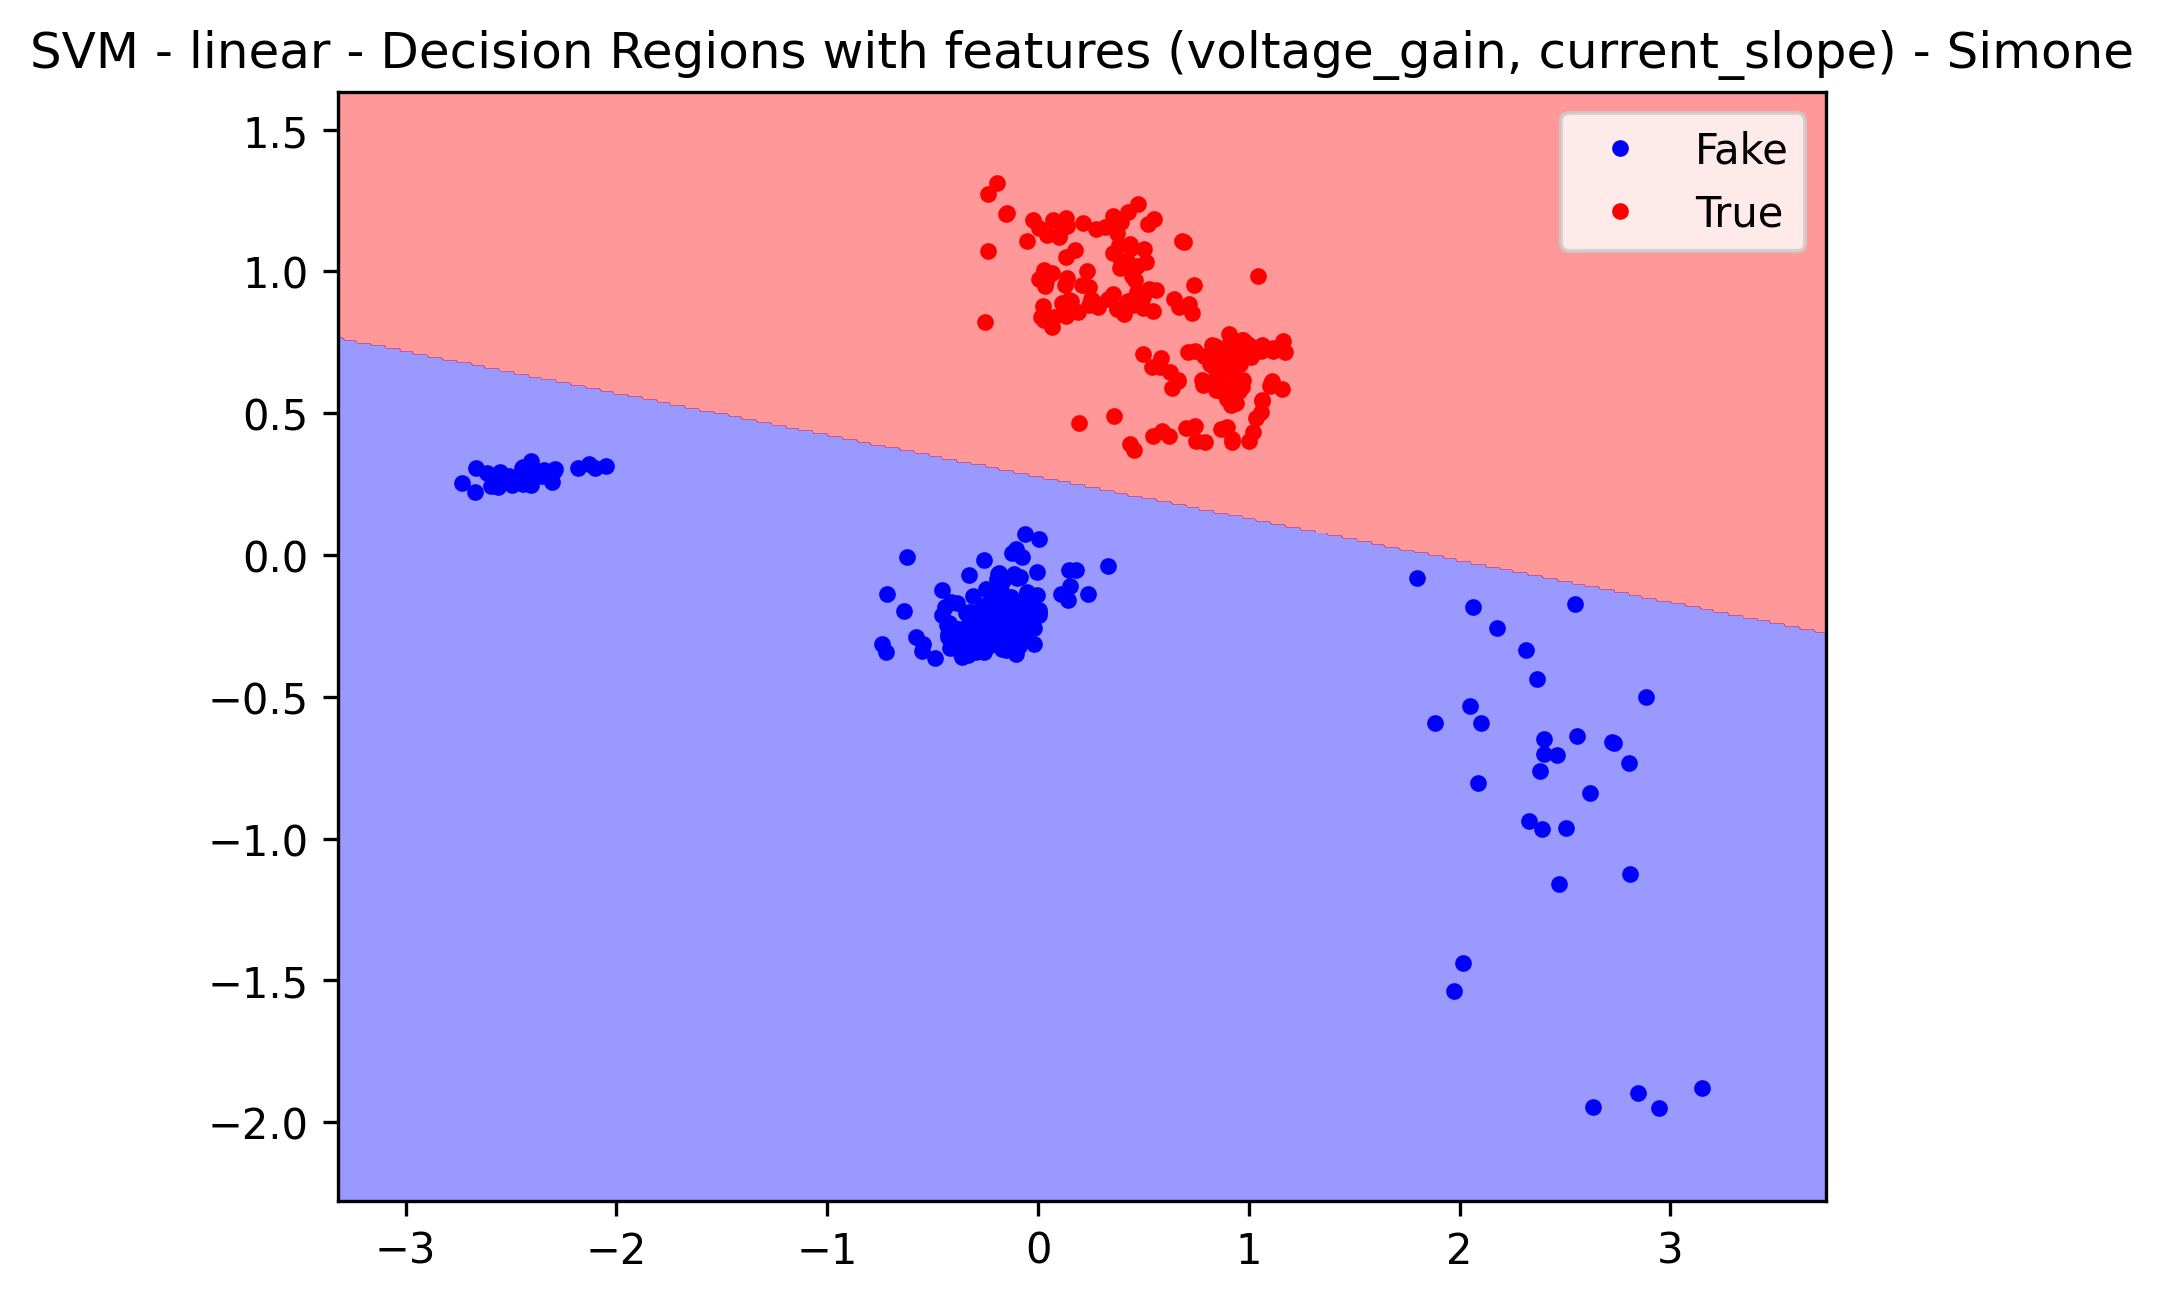 SVM - linear - Decision Regions with features (voltage_gain, current_slope) - Simone
Fake
True
1.5
1.0
0.5
0.0
−0.5
−1.0
−1.5
−2.0
−3 −2 −1 0 1 2 3